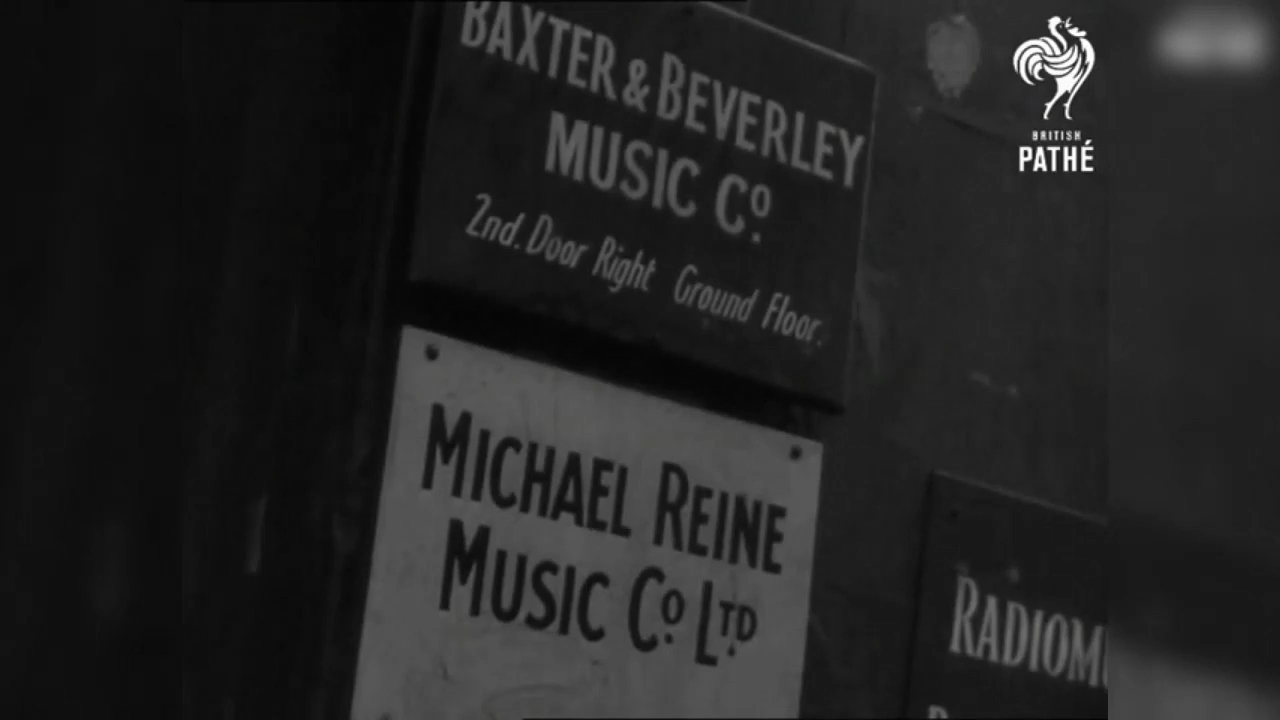 BAXTER & BEVERLEY
MUSIC Cº.
2nd. Door Right Ground Floor.
MICHAEL REINE
MUSIC Cº. LTD.
BRITISH
PATHÉ